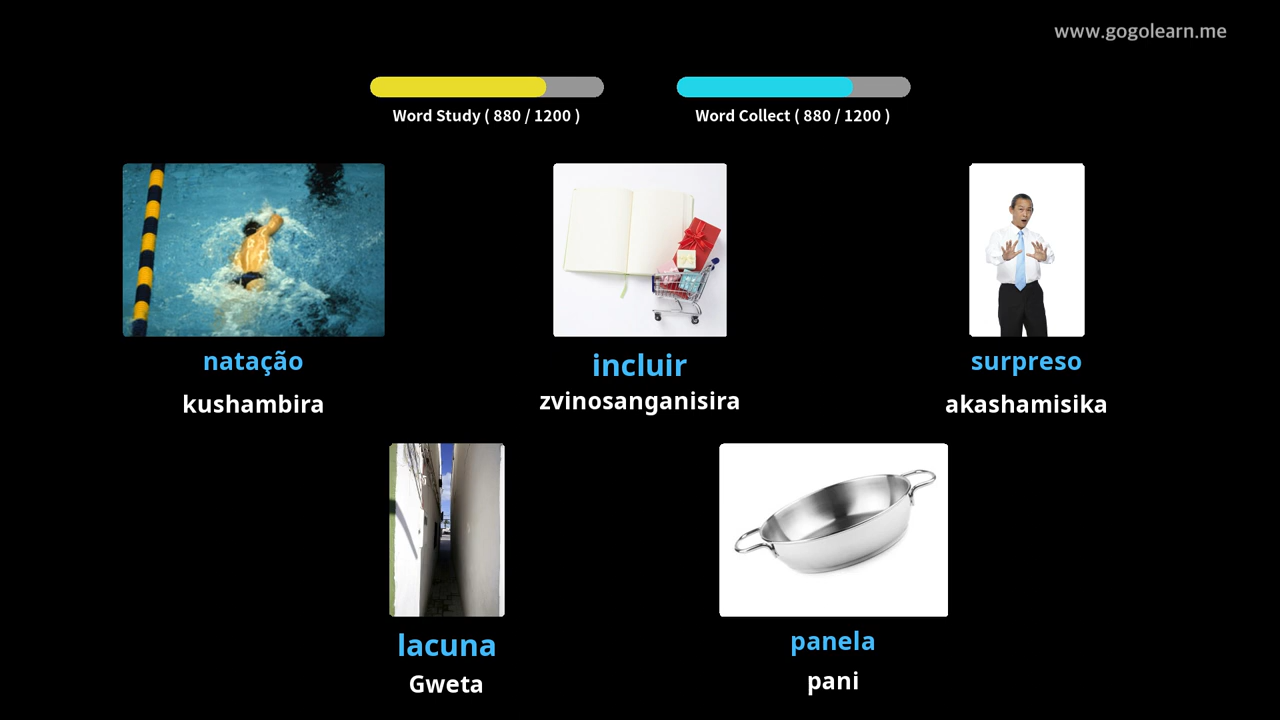 www.gogolearn.me
Word Study ( 880 / 1200 )
Word Collect ( 880 / 1200 )
natação
incluir
surpreso
kushambira
zvinosanganisira
akashamisika
lacuna
panela
Gweta
pani